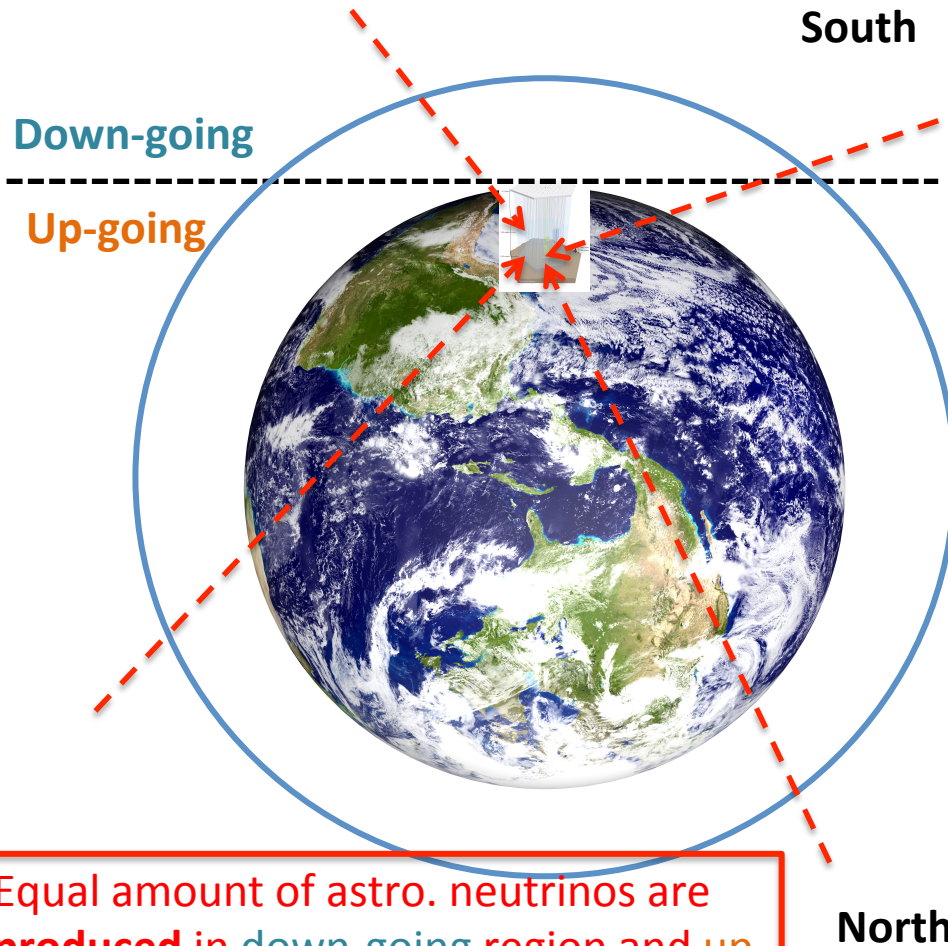 South
Down-going
Up-going
Equal amount of astro. neutrinos are
produced in down-going region and up
North